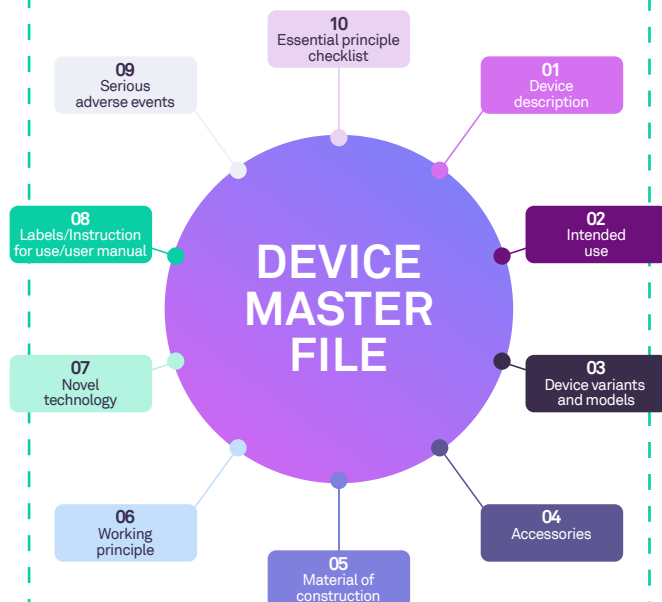 10
Essential principle
checklist
01
Device
description
02
Intended
use
03
Device variants
and models
04
Accessories
05
Material of
construction
06
Working
principle
07
Novel
technology
08
Labels/Instruction
for use/user manual
09
Serious
adverse events
DEVICE
MASTER
FILE